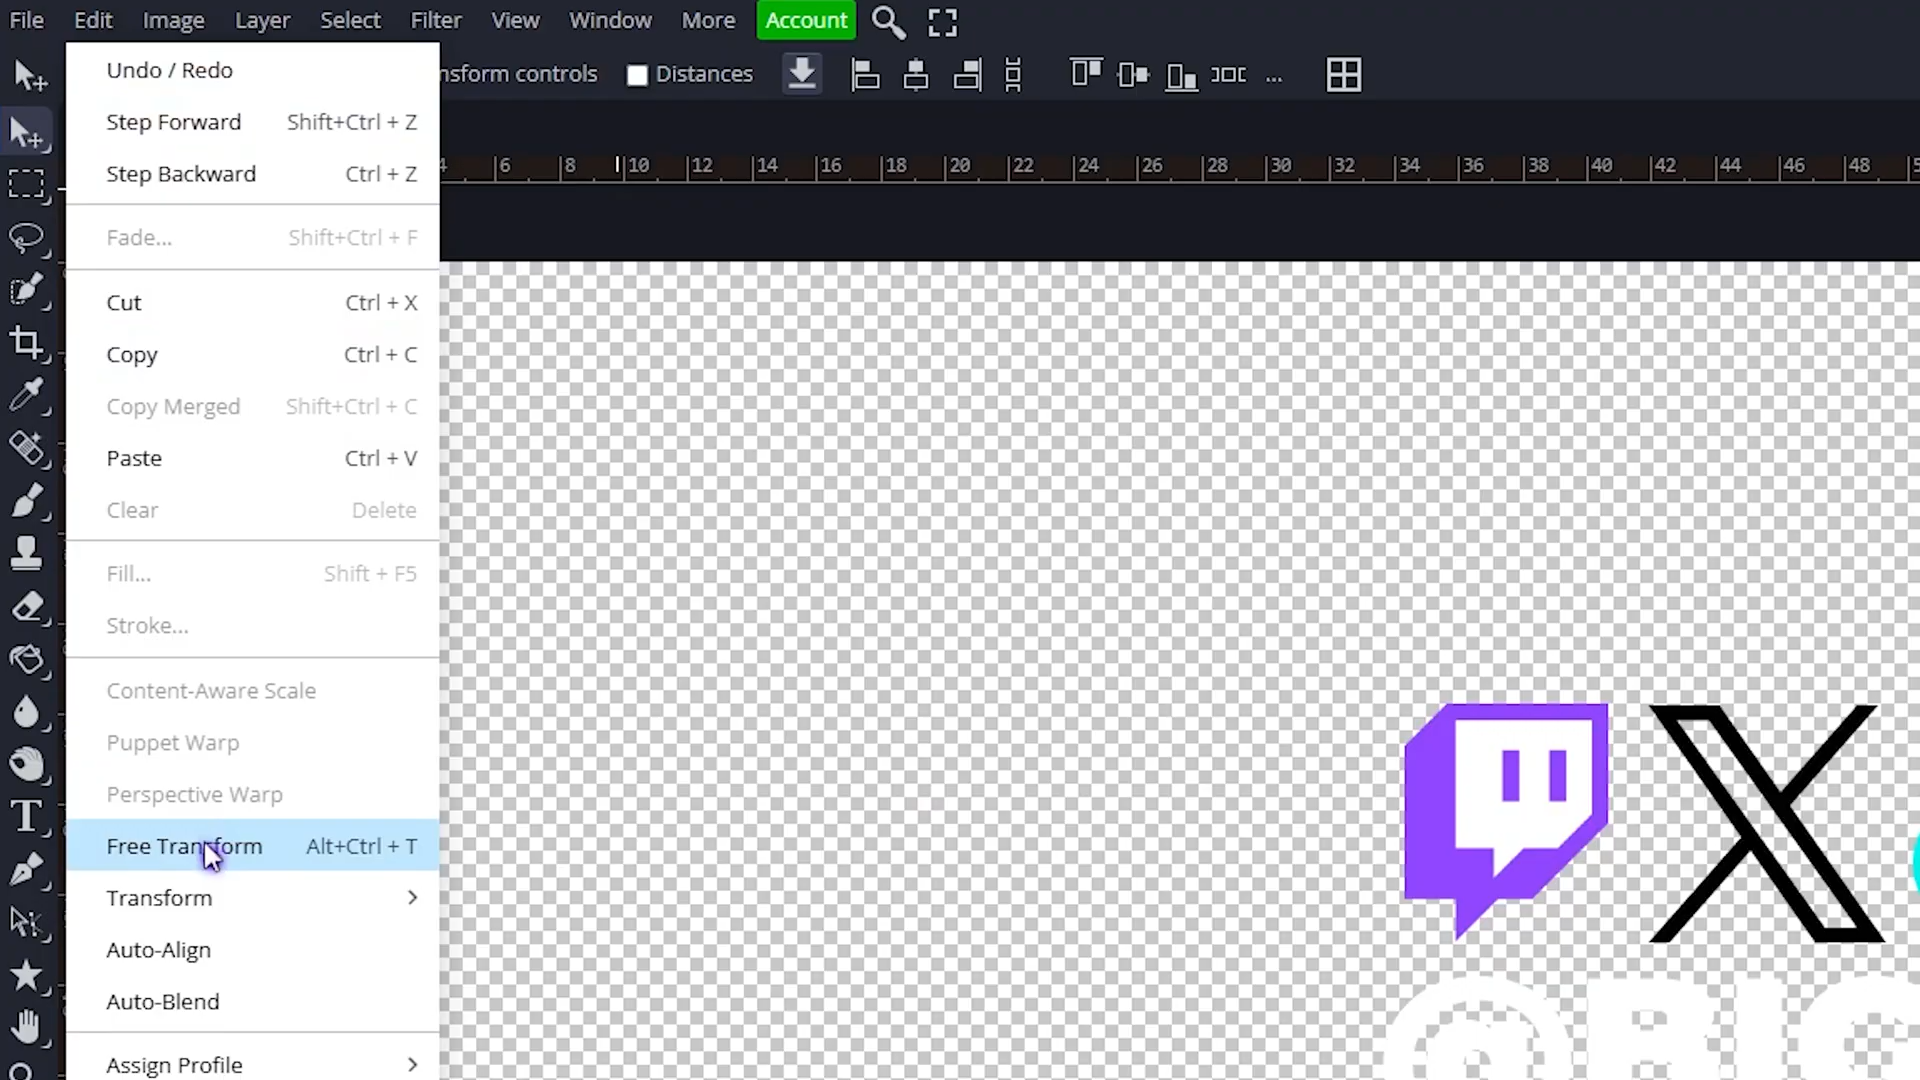 File Edit Image Layer Select Filter View Window More Account
Undo / Redo
nsform controls Distances ...
Step Forward Shift+Ctrl + Z
Step Backward Ctrl + Z
4 6 8 10 12 14 16 18 20 22 24 26 28 30 32 34 36 38 40 42 44 46 48 5
Fade... Shift+Ctrl + F
Cut Ctrl + X
Copy Ctrl + C
Copy Merged Shift+Ctrl + C
Paste Ctrl + V
Clear Delete
Fill... Shift + F5
Stroke...
Content-Aware Scale
Puppet Warp
Perspective Warp
Free Transform Alt+Ctrl + T
Transform
Auto-Align
Auto-Blend
Assign Profile
@BIG